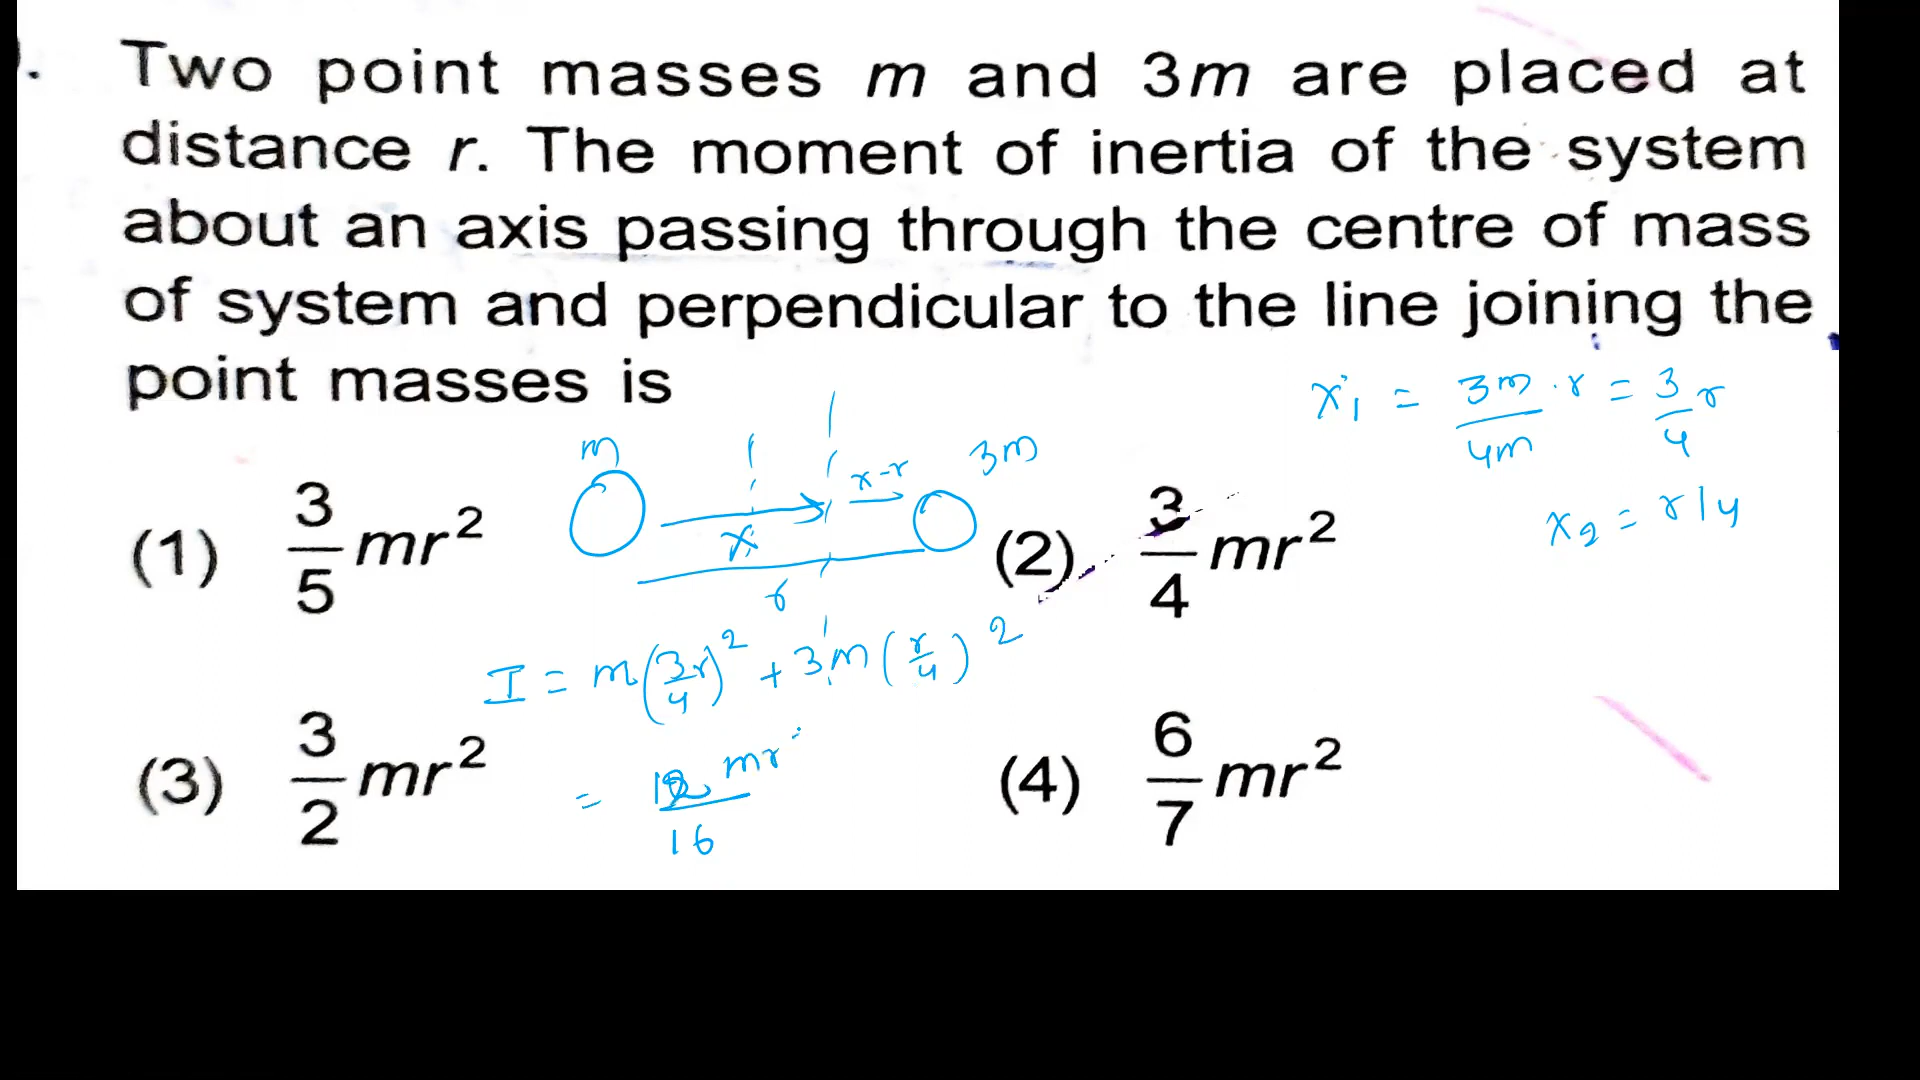 Two point masses m and 3m are placed at
distance r. The moment of inertia of the system
about an axis passing through the centre of mass
of system and perpendicular to the line joining the
point masses is
x₁ = 3m/4m · r = 3/4 r
x₂ = r/4
m
3m
x
x-r
r
(1) 3/5 mr²
(2) 3/4 mr²
I = m(3r/4)² + 3m(r/4)²
= 12/16 mr²
(3) 3/2 mr²
(4) 6/7 mr²